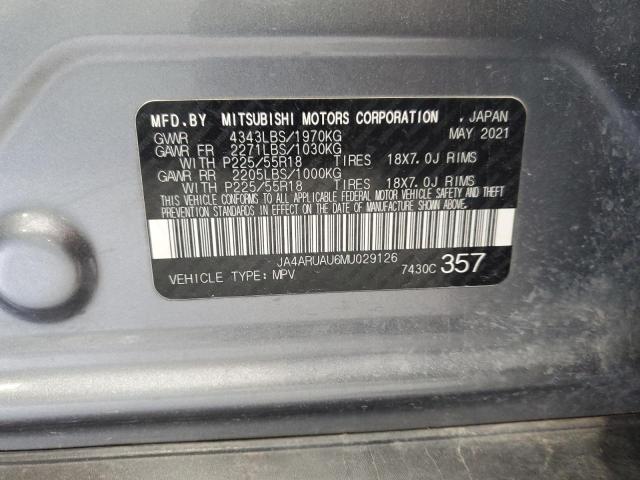 MFD.BY MITSUBISHI MOTORS CORPORATION , JAPAN
GVWR 4343LBS/1970KG MAY 2021
GAWR FR 2271LBS/1030KG
WITH P225/55R18 TIRES 18X7.0J RIMS
GAWR RR 2205LBS/1000KG
WITH P225/55R18 TIRES 18X7.0J RIMS
THIS VEHICLE CONFORMS TO ALL APPLICABLE FEDERAL MOTOR VEHICLE SAFETY AND THEFT
PREVENTION STANDARDS IN EFFECT ON THE DATE OF MANUFACTURE SHOWN ABOVE.
JA4ARUAU6MU029126
VEHICLE TYPE: MPV 7430C 357